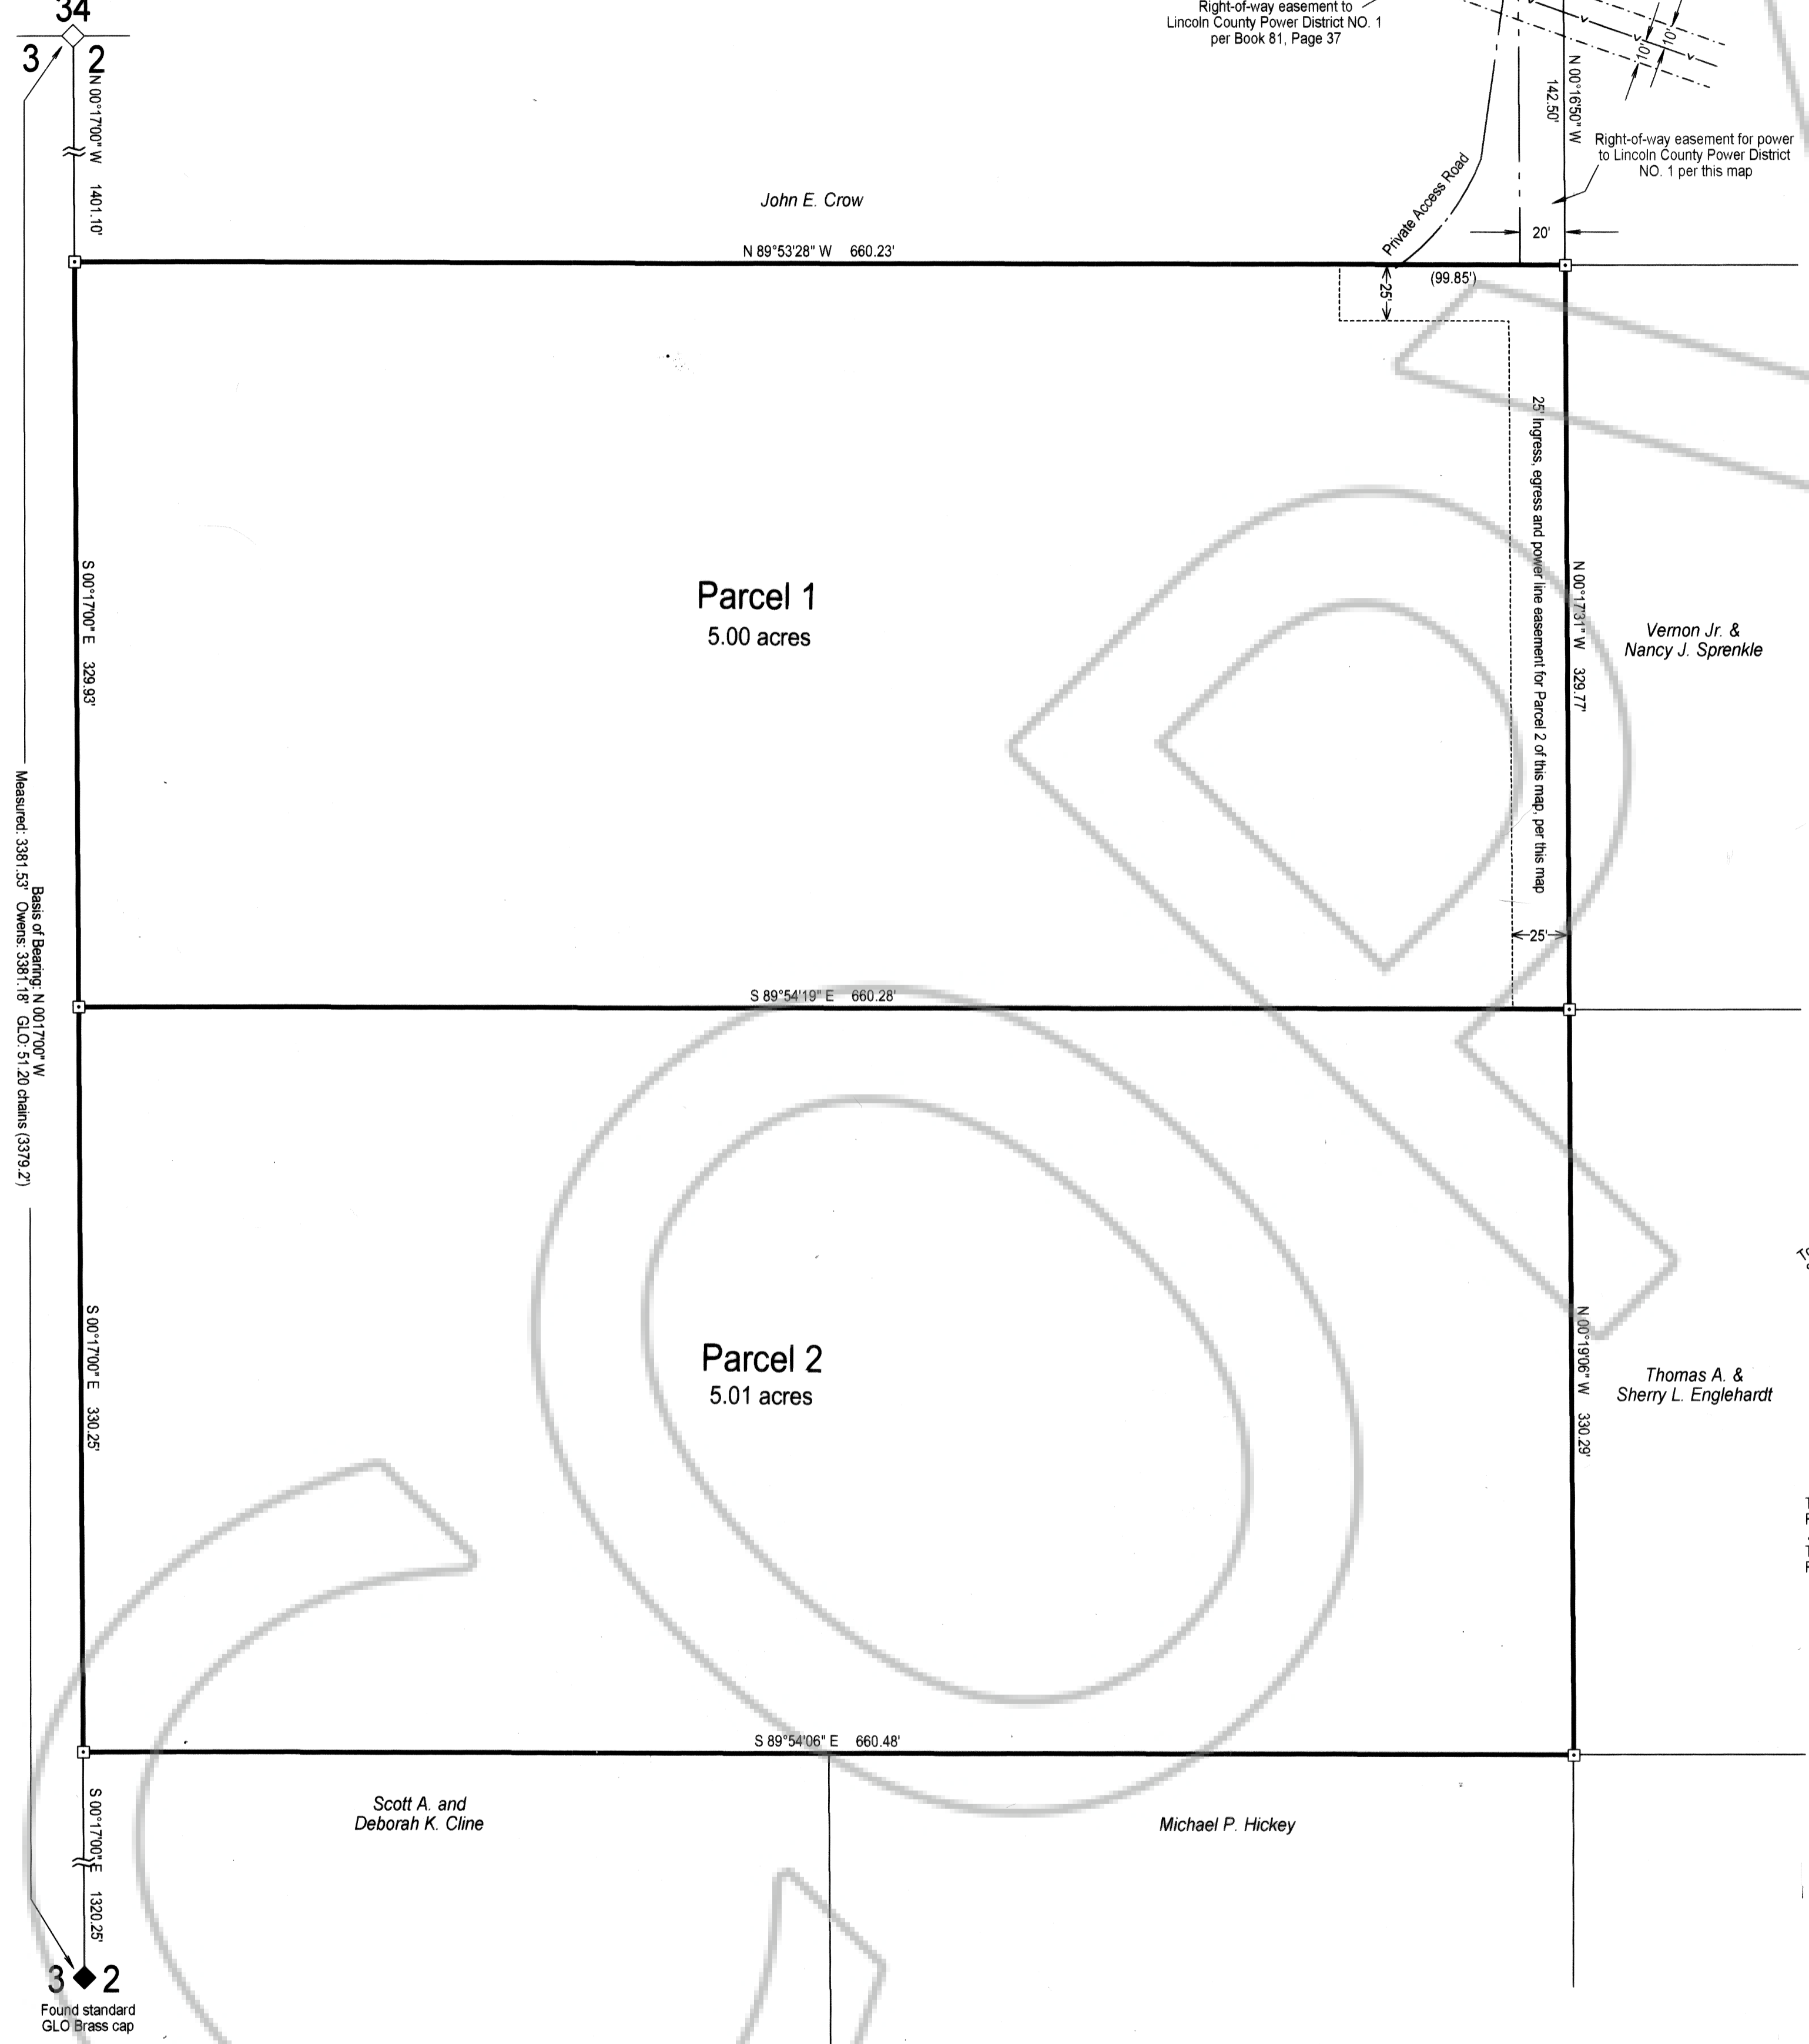 34
3 2
Right-of-way easement to
Lincoln County Power District NO. 1
per Book 81, Page 37
10'
10'
N 00°16'50" W
142.50'
Right-of-way easement for power
to Lincoln County Power District
NO. 1 per this map
N 00°17'00" W 1401.10'
John E. Crow
Private Access Road
20'
N 89°53'28" W 660.23'
(99.85')
25'
25' Ingress, egress and power line easement for Parcel 2 of this map, per this map
S 00°17'00" E 329.93'
Parcel 1
5.00 acres
N 00°17'31" W 329.77'
Vernon Jr. &
Nancy J. Sprenkle
Basis of Bearing: N 0017'00" W
Measured: 3381.53' Owens: 3381.18' GLO: 51.20 chains (3379.2')
25'
S 89°54'19" E 660.28'
S 00°17'00" E 330.25'
Parcel 2
5.01 acres
N 00°19'06" W 330.29'
Thomas A. &
Sherry L. Englehardt
S 89°54'06" E 660.48'
S 00°17'00" E 1320.25'
Scott A. and
Deborah K. Cline
Michael P. Hickey
3 2
Found standard
GLO Brass cap